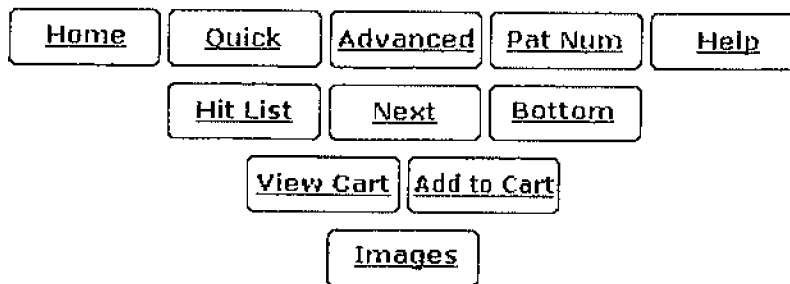 Home Quick Advanced Pat Num Help
Hit List Next Bottom
View Cart Add to Cart
Images